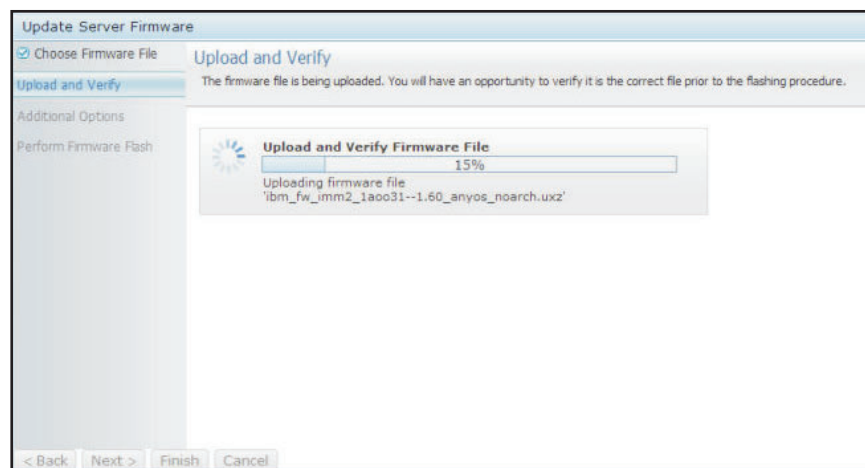 Update Server Firmware
Choose Firmware File
Upload and Verify
Additional Options
Perform Firmware Flash
Upload and Verify
The firmware file is being uploaded. You will have an opportunity to verify it is the correct file prior to the flashing procedure.
Upload and Verify Firmware File
15%
Uploading firmware file
'ibm_fw_imm2_1aoo31--1.60_anyos_noarch.uxz'
< Back Next > Finish Cancel